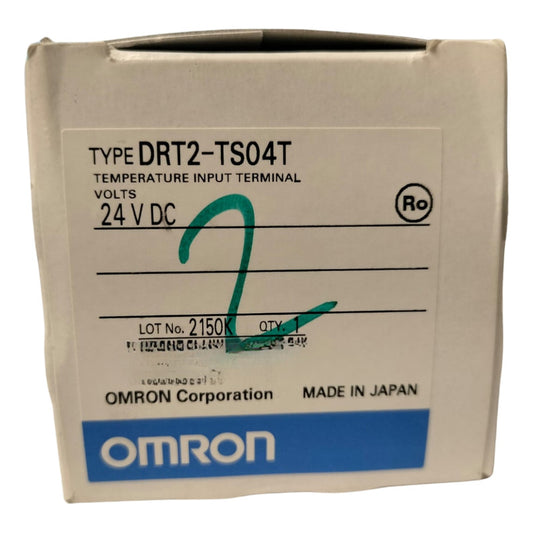 TYPE DRT2-TS04T
TEMPERATURE INPUT TERMINAL
VOLTS
24 V DC
Ro
2
LOT No. 2150K QTY. 1
OMRON Corporation MADE IN JAPAN
OMRON